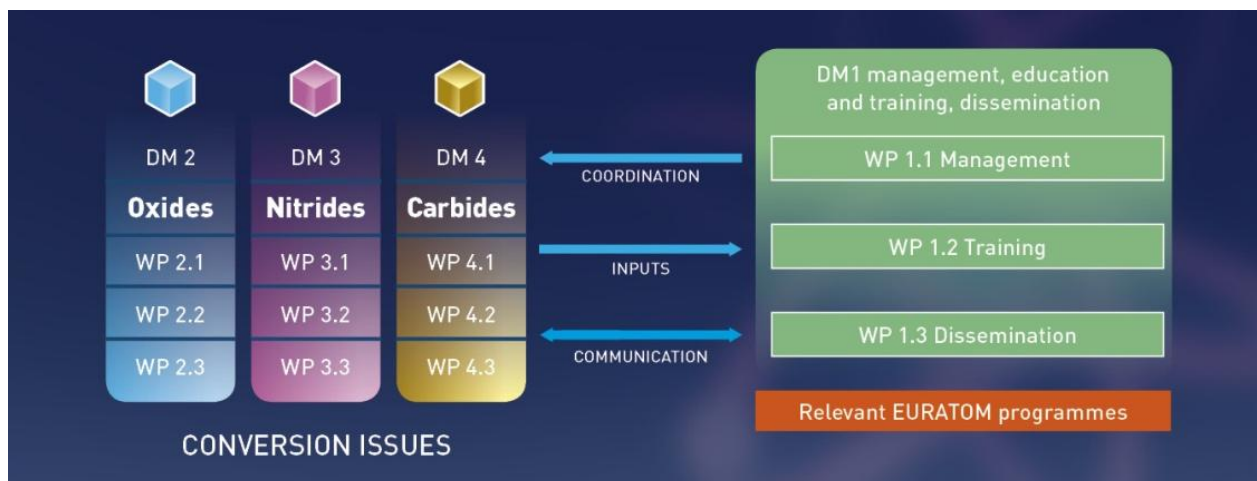 DM 2
Oxides
WP 2.1
WP 2.2
WP 2.3
DM 3
Nitrides
WP 3.1
WP 3.2
WP 3.3
DM 4
Carbides
WP 4.1
WP 4.2
WP 4.3
CONVERSION ISSUES
COORDINATION
INPUTS
COMMUNICATION
DM1 management, education
and training, dissemination
WP 1.1 Management
WP 1.2 Training
WP 1.3 Dissemination
Relevant EURATOM programmes